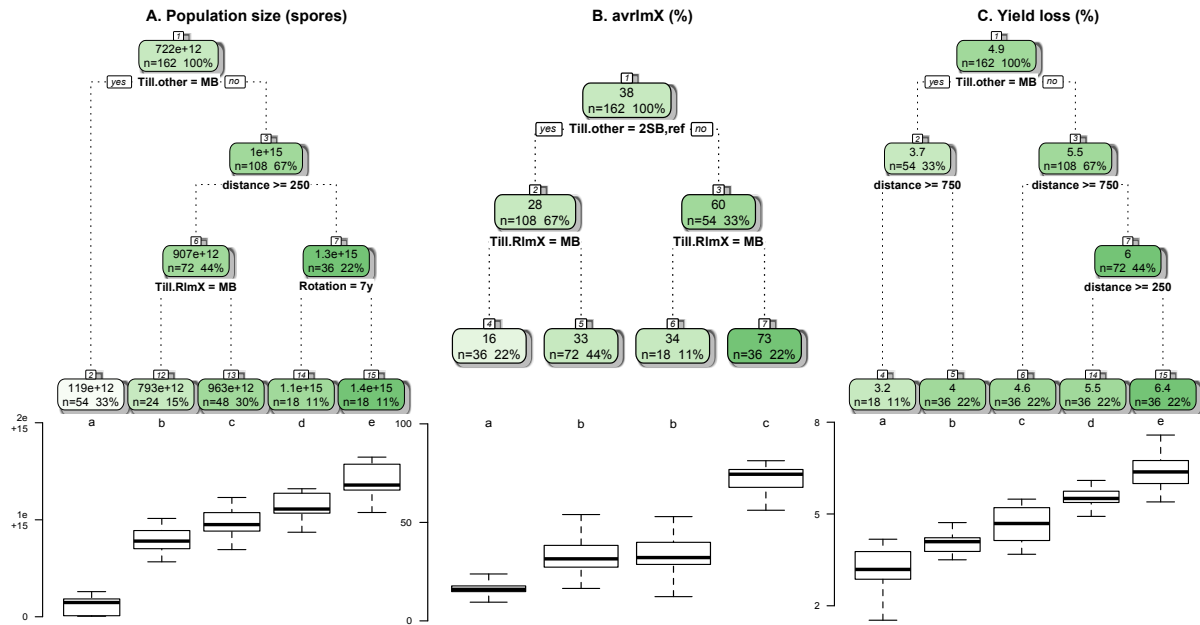 A. Population size (spores)
1
722e+12
n=162 100%
yes Till.other = MB no
3
1e+15
n=108 67%
distance >= 250
6
907e+12
n=72 44%
Till.RlmX = MB
7
1.3e+15
n=36 22%
Rotation = 7y
2
119e+12
n=54 33%
12
793e+12
n=24 15%
13
963e+12
n=48 30%
14
1.1e+15
n=18 11%
15
1.4e+15
n=18 11%
a b c d e
2e
+15
1e
+15
0
B. avrlmX (%)
1
38
n=162 100%
yes Till.other = 2SB,ref no
2
28
n=108 67%
Till.RlmX = MB
3
60
n=54 33%
Till.RlmX = MB
4
16
n=36 22%
5
33
n=72 44%
6
34
n=18 11%
7
73
n=36 22%
a b b c
100
50
0
C. Yield loss (%)
1
4.9
n=162 100%
yes Till.other = MB no
2
3.7
n=54 33%
distance >= 750
3
5.5
n=108 67%
distance >= 750
7
6
n=72 44%
distance >= 250
4
3.2
n=18 11%
5
4
n=36 22%
6
4.6
n=36 22%
14
5.5
n=36 22%
15
6.4
n=36 22%
a b c d e
8
5
2